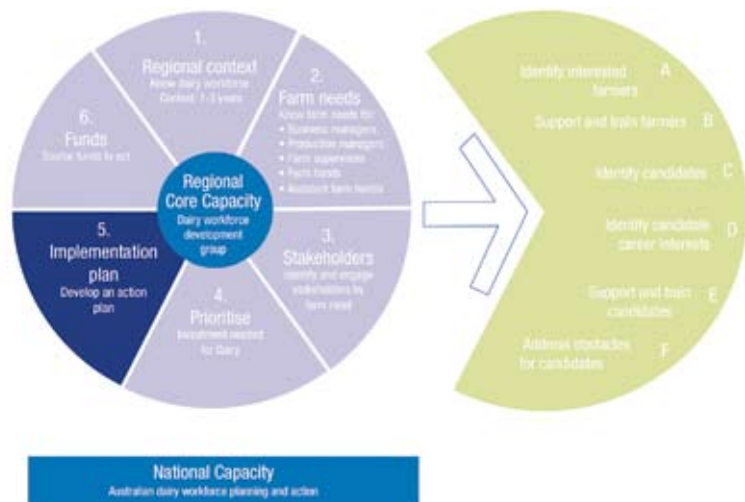 1.
Regional context
Know dairy workforce
Context: 1-3 years
2.
Farm needs
Know farm needs for:
• Business managers
• Production managers
• Farm supervisors
• Farm hands
• Assistant farm hands
3.
Stakeholders
Identify and engage
stakeholders by
farm need
4.
Prioritise
Investment needed
for Dairy
5.
Implementation
plan
Develop an action
plan
6.
Funds
Source funds to act
Regional
Core Capacity
Dairy workforce
development
group
Identify interested
farmers
A
Support and train farmers B
Identify candidates C
Identify candidate
career interests
D
Support and train
candidates
E
Address obstacles
for candidates
F
National Capacity
Australian dairy workforce planning and action